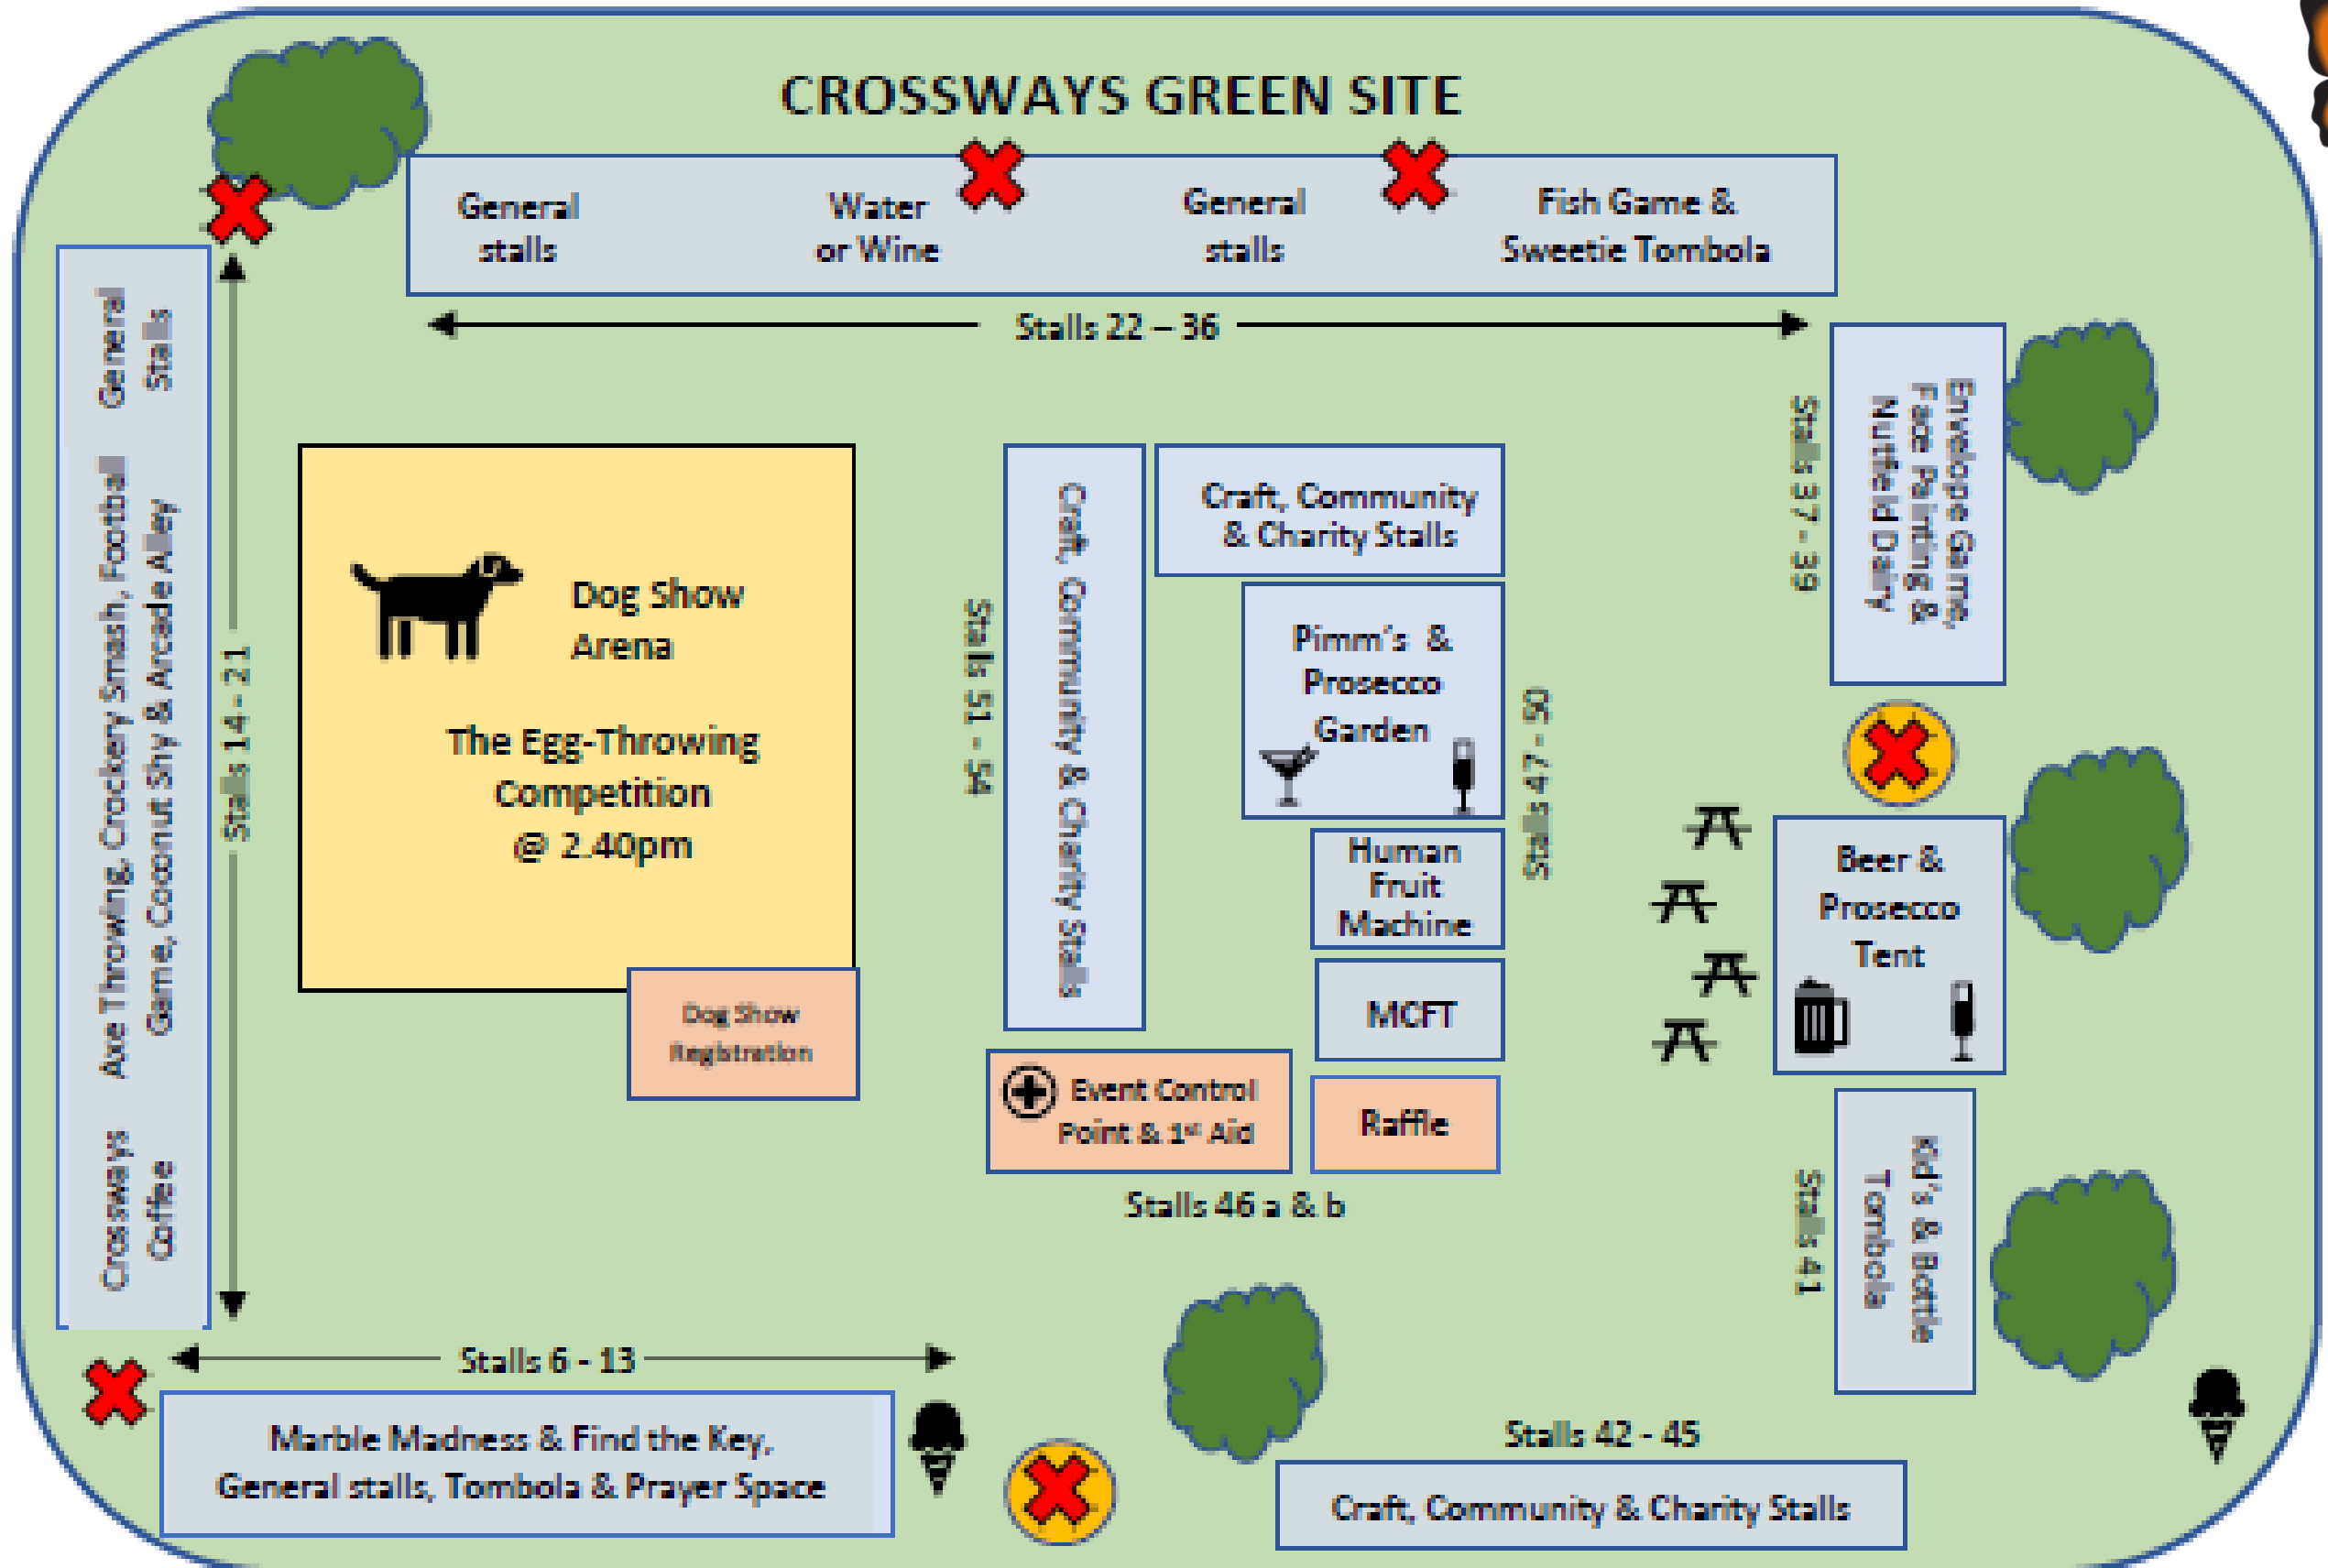 CROSSWAYS GREEN SITE
General
stalls
Water
or Wine
General
stalls
Fish Game &
Sweetie Tombola
Stalls 22 – 36
General
Stalls
Axe Throwing, Crockery Smash, Football
Game, Coconut Shy & Arcade Alley
Crossways
Coffee
Stalls 14 - 21
Dog Show
Arena
The Egg-Throwing
Competition
@ 2.40pm
Dog Show
Registration
Stalls 51 - 54
Craft, Community & Charity Stalls
Craft, Community
& Charity Stalls
Pimm's &
Prosecco
Garden
Human
Fruit
Machine
MCFT
Stalls 47 - 50
Event Control
Point & 1st Aid
Raffle
Stalls 46 a & b
Envelope Game,
Face Painting &
Nutfield Dairy
Stalls 37 - 39
Beer &
Prosecco
Tent
Kid's & Bottle
Tombola
Stalls 41
Stalls 6 - 13
Marble Madness & Find the Key,
General stalls, Tombola & Prayer Space
Stalls 42 - 45
Craft, Community & Charity Stalls